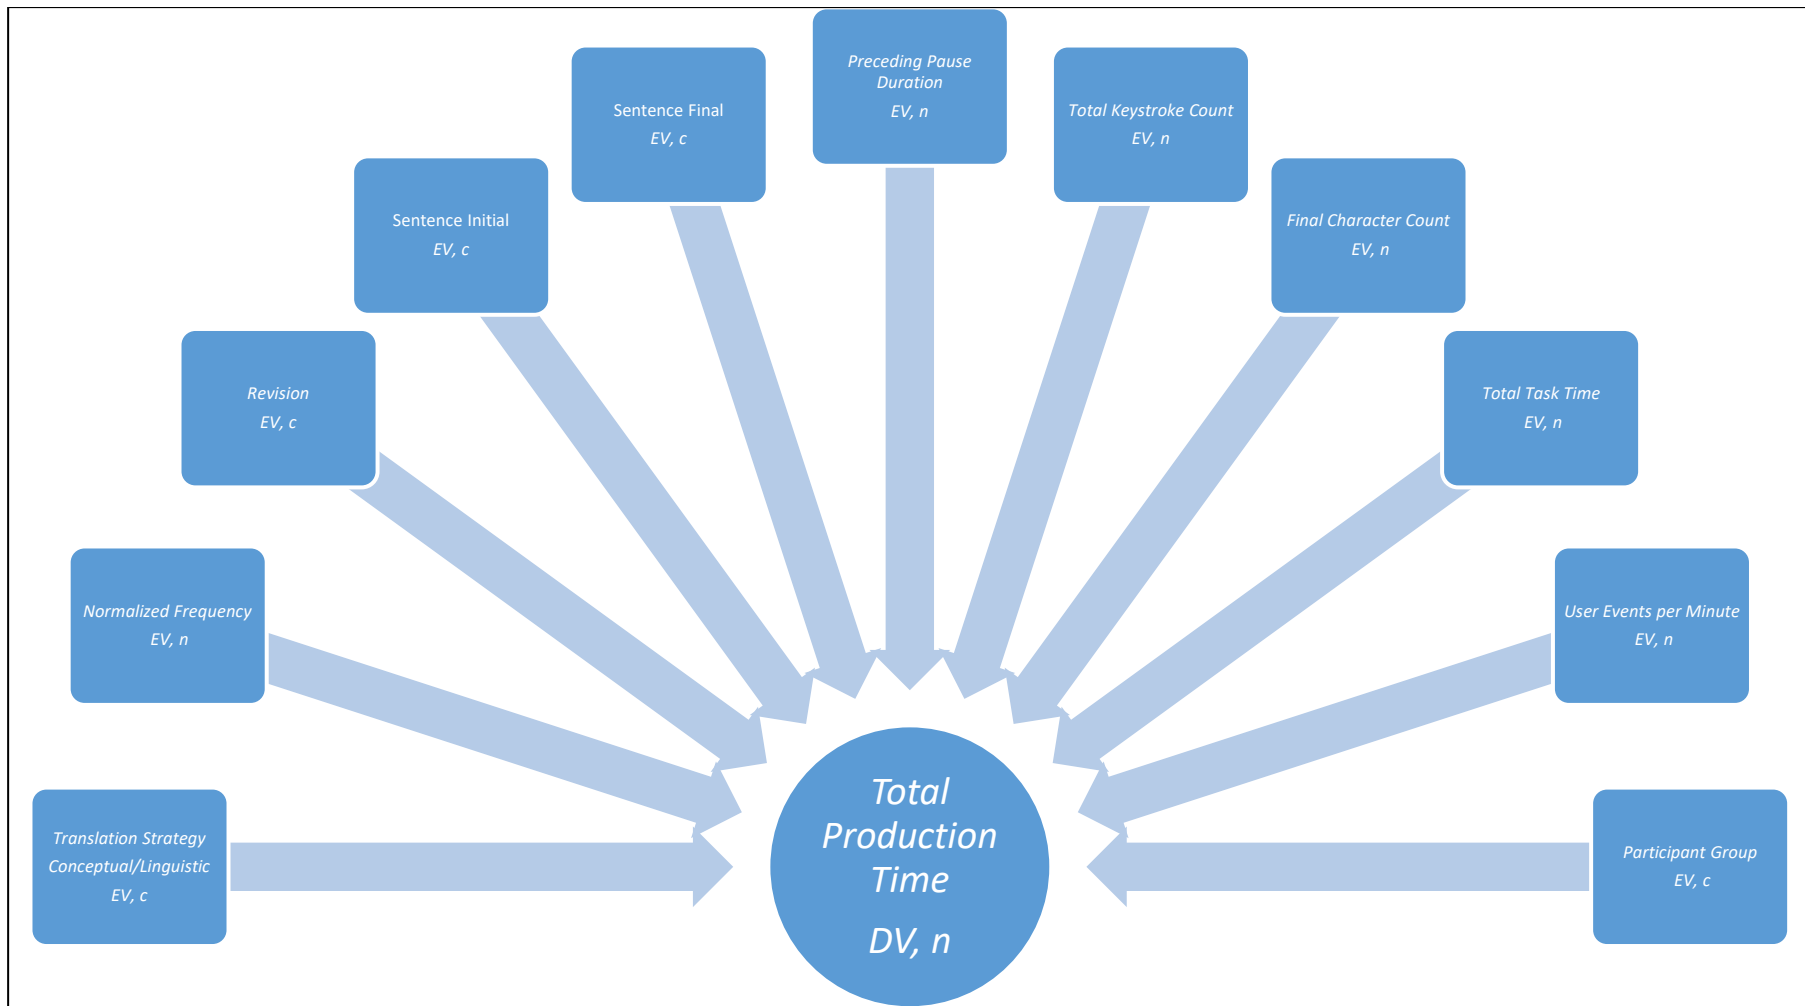 Translation Strategy
Conceptual/Linguistic
EV, c
Normalized Frequency
EV, n
Revision
EV, c
Sentence Initial
EV, c
Sentence Final
EV, c
Preceding Pause
Duration
EV, n
Total Keystroke Count
EV, n
Final Character Count
EV, n
Total Task Time
EV, n
User Events per Minute
EV, n
Participant Group
EV, c
Total
Production
Time
DV, n